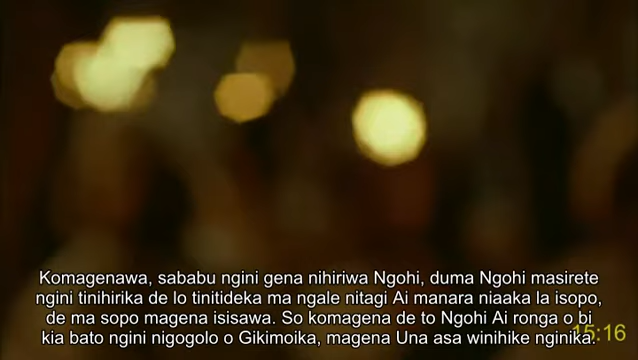 Komagenawa, sababu ngini gena nihiriwa Ngohi, duma Ngohi masirete
ngini tinihirika de lo tinitideka ma ngale nitagi Ai manara niaaka la isopo,
de ma sopo magena isisawa. So komagena de to Ngohi Ai ronga o bi
kia bato ngini nigogolo o Gikimoika, magena Una asa winihike nginika.
15:16